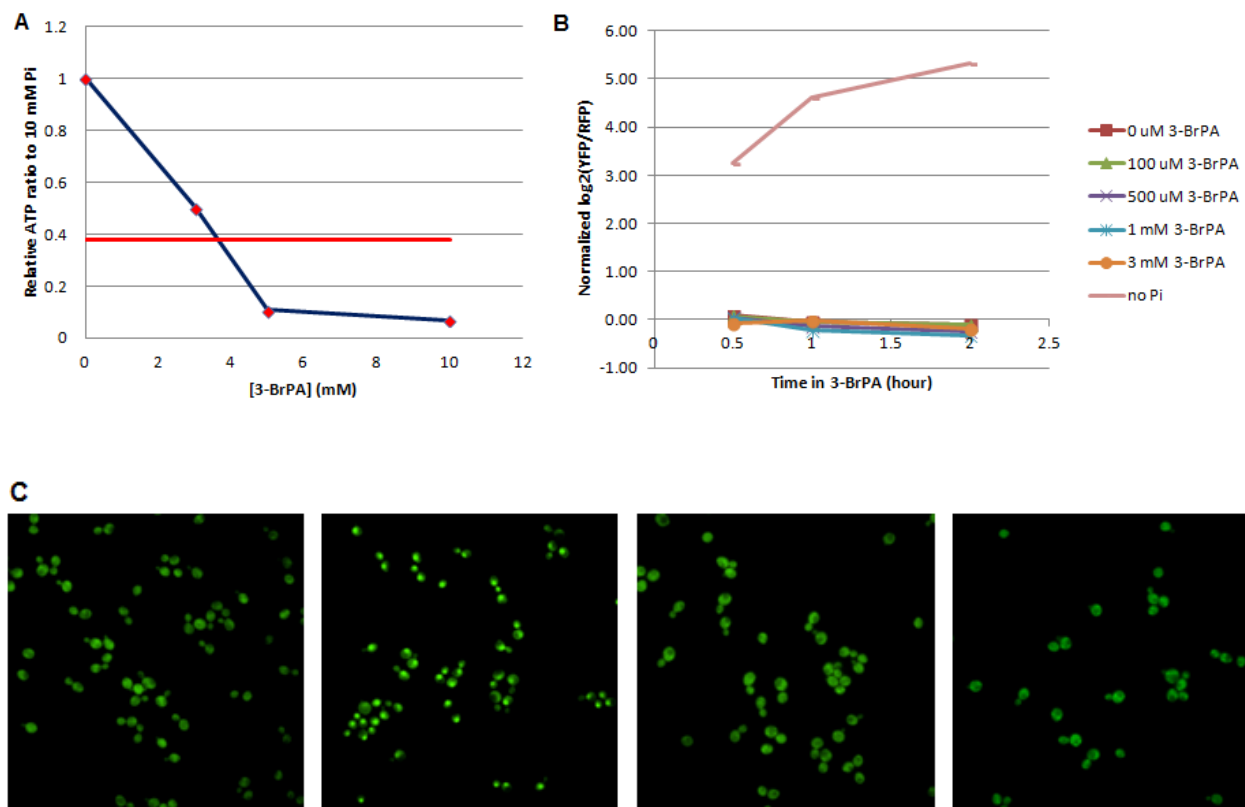 A
Relative ATP ratio to 10 mM Pi
1.2
1
0.8
0.6
0.4
0.2
0
0 2 4 6 8 10 12
[3-BrPA] (mM)
B
Normalized log2(YFP/RFP)
6.00
5.00
4.00
3.00
2.00
1.00
0.00
-1.00
0 0.5 1 1.5 2 2.5
Time in 3-BrPA (hour)
0 uM 3-BrPA
100 uM 3-BrPA
500 uM 3-BrPA
1 mM 3-BrPA
3 mM 3-BrPA
no Pi
C